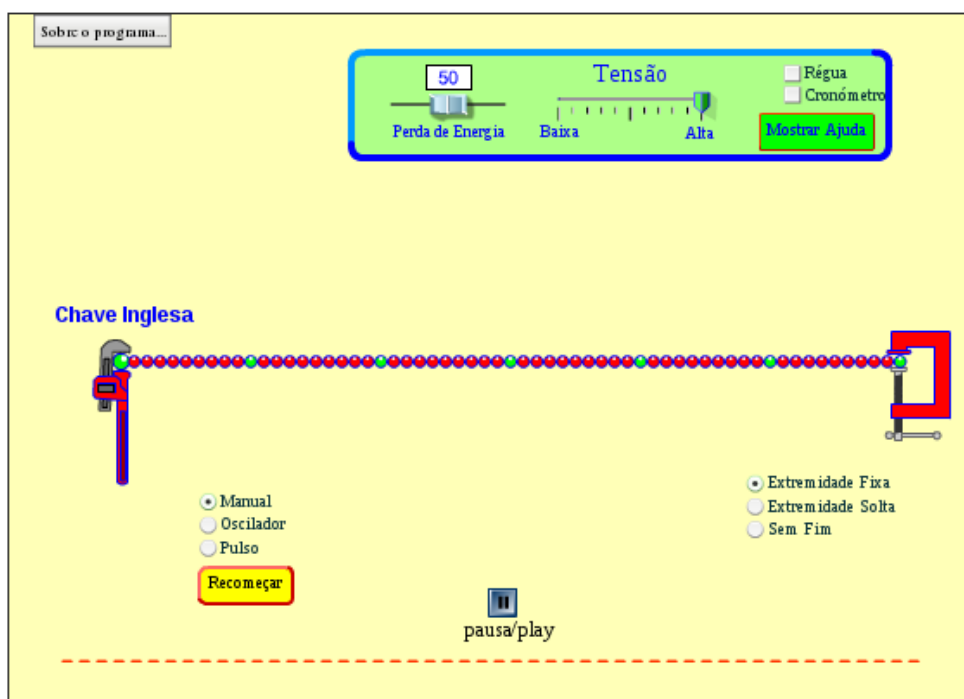 Sobre o programa...
50
Perda de Energia
Tensão
Baixa
Alta
Régua
Cronómetro
Mostrar Ajuda
Chave Inglesa
Manual
Oscilador
Pulso
Recomeçar
Extremidade Fixa
Extremidade Solta
Sem Fim
pausa/play